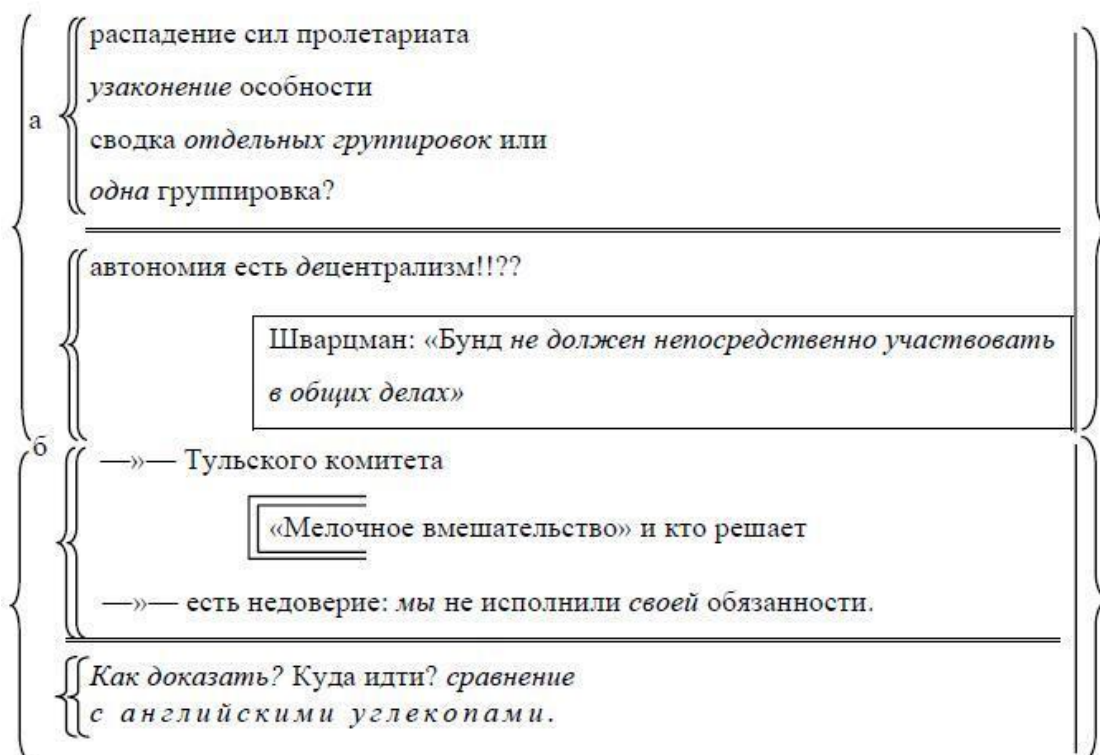 распадение сил пролетариата
узаконение особности
а
сводка отдельных группировок или
одна группировка?
автономия есть децентрализм!!??
Шварцман: «Бунд не должен непосредственно участвовать
в общих делах»
б
—»— Тульского комитета
«Мелочное вмешательство» и кто решает
—»— есть недоверие: мы не исполнили своей обязанности.
Как доказать? Куда идти? сравнение
с английскими углекопами.